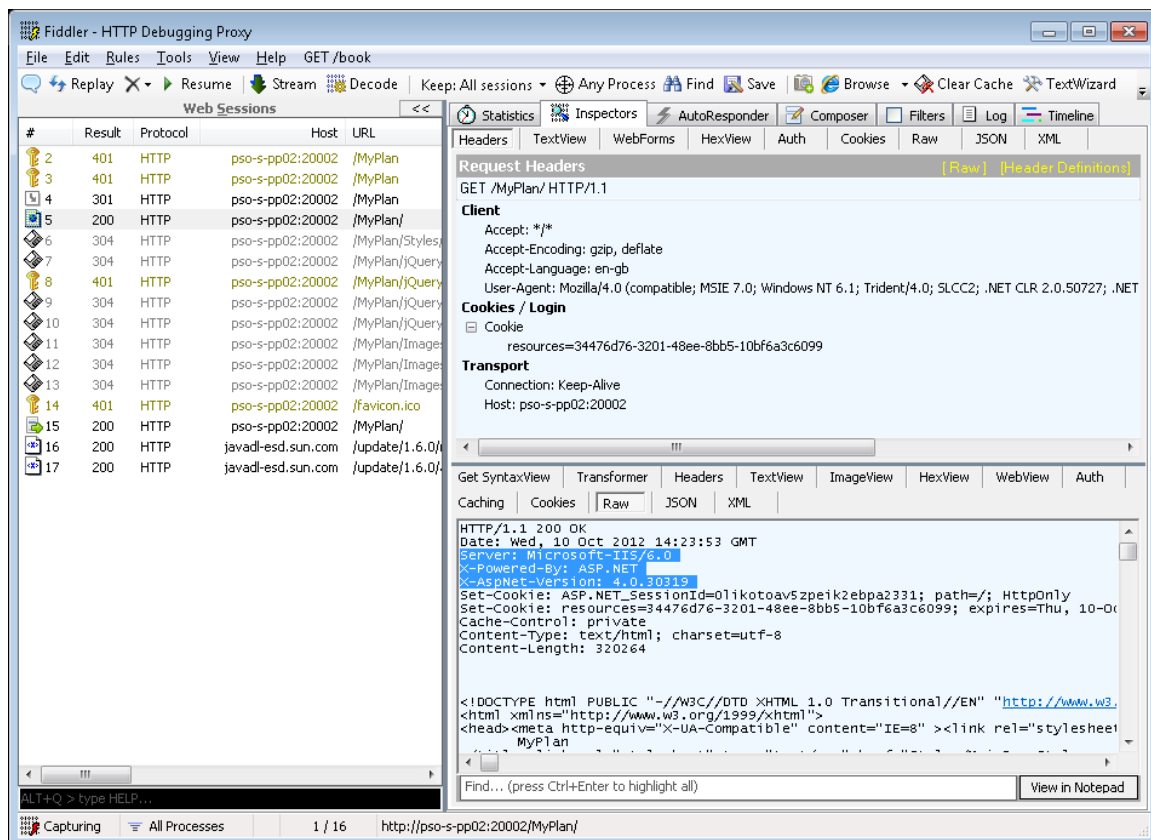 Fiddler - HTTP Debugging Proxy
File Edit Rules Tools View Help GET /book
Replay Resume Stream Decode Keep: All sessions Any Process Find Save Browse Clear Cache TextWizard
Web Sessions <<
# Result Protocol Host URL
2 401 HTTP pso-s-pp02:20002 /MyPlan
3 401 HTTP pso-s-pp02:20002 /MyPlan
4 301 HTTP pso-s-pp02:20002 /MyPlan
5 200 HTTP pso-s-pp02:20002 /MyPlan/
6 304 HTTP pso-s-pp02:20002 /MyPlan/Styles/
7 304 HTTP pso-s-pp02:20002 /MyPlan/jQuery
8 401 HTTP pso-s-pp02:20002 /MyPlan/jQuery
9 304 HTTP pso-s-pp02:20002 /MyPlan/jQuery
10 304 HTTP pso-s-pp02:20002 /MyPlan/jQuery
11 304 HTTP pso-s-pp02:20002 /MyPlan/Images
12 304 HTTP pso-s-pp02:20002 /MyPlan/Images
13 304 HTTP pso-s-pp02:20002 /MyPlan/Images
14 401 HTTP pso-s-pp02:20002 /favicon.ico
15 200 HTTP pso-s-pp02:20002 /MyPlan/
16 200 HTTP javadl-esd.sun.com /update/1.6.0/
17 200 HTTP javadl-esd.sun.com /update/1.6.0/
ALT+Q > type HELP...
Statistics Inspectors AutoResponder Composer Filters Log Timeline
Headers TextView WebForms HexView Auth Cookies Raw JSON XML
Request Headers [ Raw ] [Header Definitions]
GET /MyPlan/ HTTP/1.1
Client
Accept: */*
Accept-Encoding: gzip, deflate
Accept-Language: en-gb
User-Agent: Mozilla/4.0 (compatible; MSIE 7.0; Windows NT 6.1; Trident/4.0; SLCC2; .NET CLR 2.0.50727; .NET
Cookies / Login
Cookie
resources=34476d76-3201-48ee-8bb5-10bf6a3c6099
Transport
Connection: Keep-Alive
Host: pso-s-pp02:20002
Get SyntaxView Transformer Headers TextView ImageView HexView WebView Auth
Caching Cookies Raw JSON XML
HTTP/1.1 200 OK
Date: Wed, 10 Oct 2012 14:23:53 GMT
Server: Microsoft-IIS/6.0
X-Powered-By: ASP.NET
X-AspNet-Version: 4.0.30319
Set-Cookie: ASP.NET_SessionId=0likotoav5zpeik2ebpa2331; path=/; HttpOnly
Set-Cookie: resources=34476d76-3201-48ee-8bb5-10bf6a3c6099; expires=Thu, 10-Oc
Cache-Control: private
Content-Type: text/html; charset=utf-8
Content-Length: 320264
<!DOCTYPE html PUBLIC "-//W3C//DTD XHTML 1.0 Transitional//EN" "http://www.w3.
<html xmlns="http://www.w3.org/1999/xhtml">
<head><meta http-equiv="X-UA-Compatible" content="IE=8" ><link rel="stylesheet
MyPlan
Find... (press Ctrl+Enter to highlight all) View in Notepad
Capturing All Processes 1 / 16 http://pso-s-pp02:20002/MyPlan/